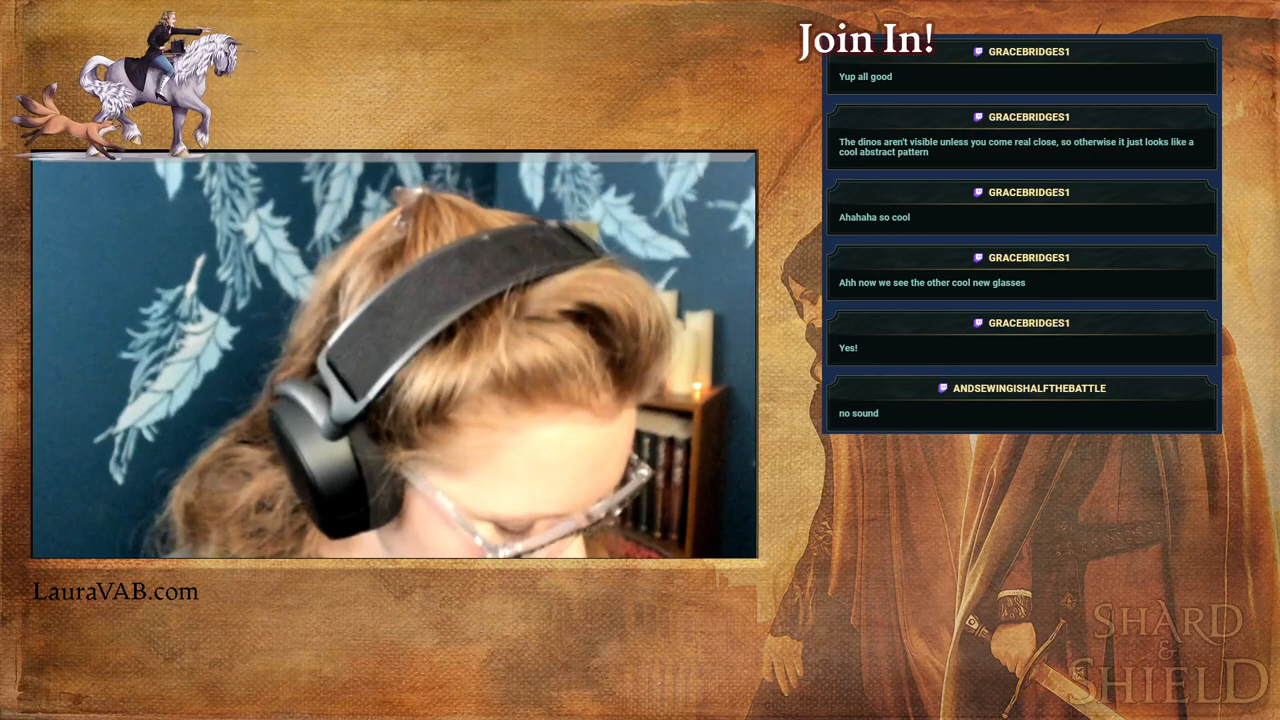 Join In!
GRACEBRIDGES1
Yup all good
GRACEBRIDGES1
The dinos aren't visible unless you come real close, so otherwise it just looks like a
cool abstract pattern
GRACEBRIDGES1
Ahahaha so cool
GRACEBRIDGES1
Ahh now we see the other cool new glasses
GRACEBRIDGES1
Yes!
ANDSEWINGISHALFTHEBATTLE
no sound
LauraVAB.com
SHARD
&
SHIELD